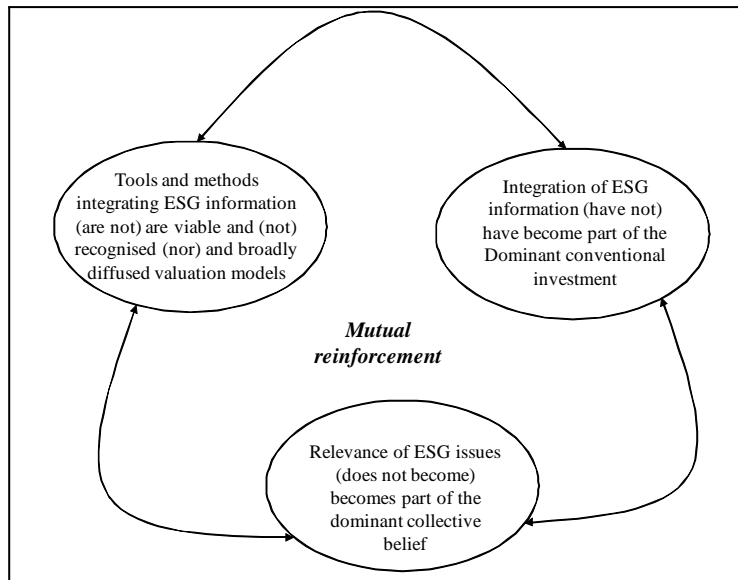 Tools and methods
integrating ESG information
(are not) are viable and (not)
recognised (nor) and broadly
diffused valuation models
Integration of ESG
information (have not)
have become part of the
Dominant conventional
investment
Mutual
reinforcement
Relevance of ESG issues
(does not become)
becomes part of the
dominant collective
belief